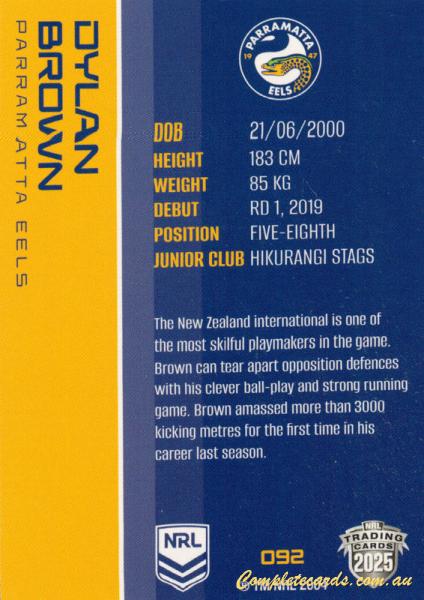 DYLAN
BROWN
PARRAMATTA EELS
PARRAMATTA
1947
EELS
DOB 21/06/2000
HEIGHT 183 CM
WEIGHT 85 KG
DEBUT RD 1, 2019
POSITION FIVE-EIGHTH
JUNIOR CLUB HIKURANGI STAGS
The New Zealand international is one of
the most skilful playmakers in the game.
Brown can tear apart opposition defences
with his clever ball-play and strong running
game. Brown amassed more than 3000
kicking metres for the first time in his
career last season.
NRL
092
NRL
TRADING
CARDS
2025
Completecards.com.au